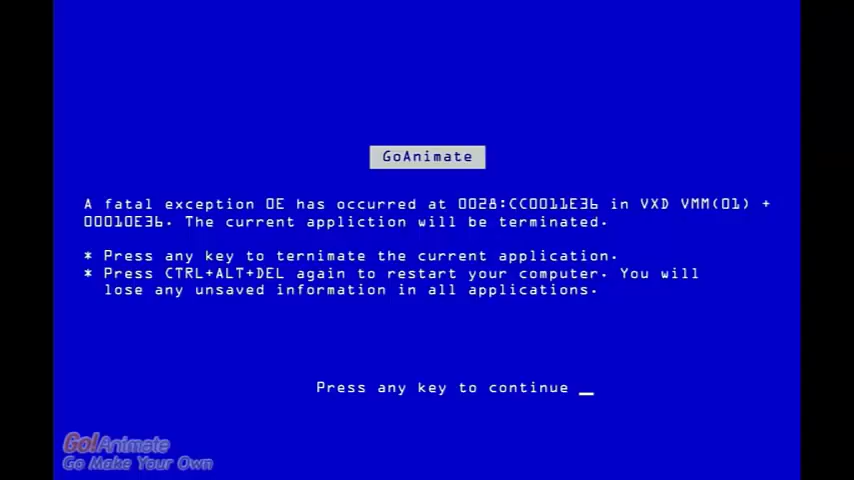 GoAnimate
A fatal exception 0E has occurred at 0028:CC0011E36 in VXD VMM(01) +
00010E36. The current appliction will be terminated.
* Press any key to ternimate the current application.
* Press CTRL+ALT+DEL again to restart your computer. You will
lose any unsaved information in all applications.
Press any key to continue _
Go!Animate
Go Make Your Own